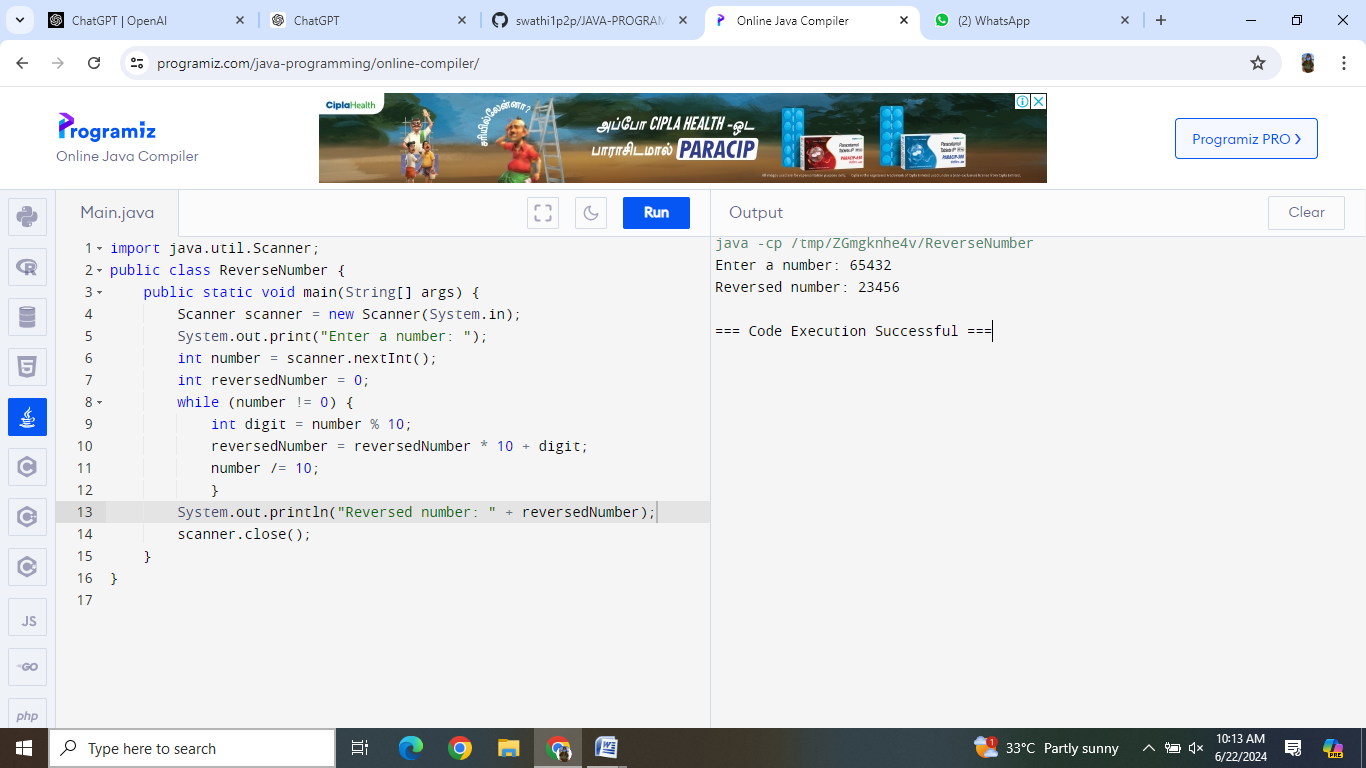 ChatGPT | OpenAI
ChatGPT
swathi1p2p/JAVA-PROGRAM
Online Java Compiler
(2) WhatsApp
programiz.com/java-programming/online-compiler/
Programiz
Online Java Compiler
CiplaHealth
சரியில்லேன்னா?
அப்போ CIPLA HEALTH -ஓட
பாராசிடமால் PARACIP
Programiz PRO
Main.java
Run
Output
Clear
1 import java.util.Scanner;
2 public class ReverseNumber {
3 public static void main(String[] args) {
4 Scanner scanner = new Scanner(System.in);
5 System.out.print("Enter a number: ");
6 int number = scanner.nextInt();
7 int reversedNumber = 0;
8 while (number != 0) {
9 int digit = number % 10;
10 reversedNumber = reversedNumber * 10 + digit;
11 number /= 10;
12 }
13 System.out.println("Reversed number: " + reversedNumber);
14 scanner.close();
15 }
16 }
17
java -cp /tmp/ZGmgknhe4v/ReverseNumber
Enter a number: 65432
Reversed number: 23456
=== Code Execution Successful ===
JS
GO
php
Type here to search
33°C Partly sunny
10:13 AM
6/22/2024
PRE